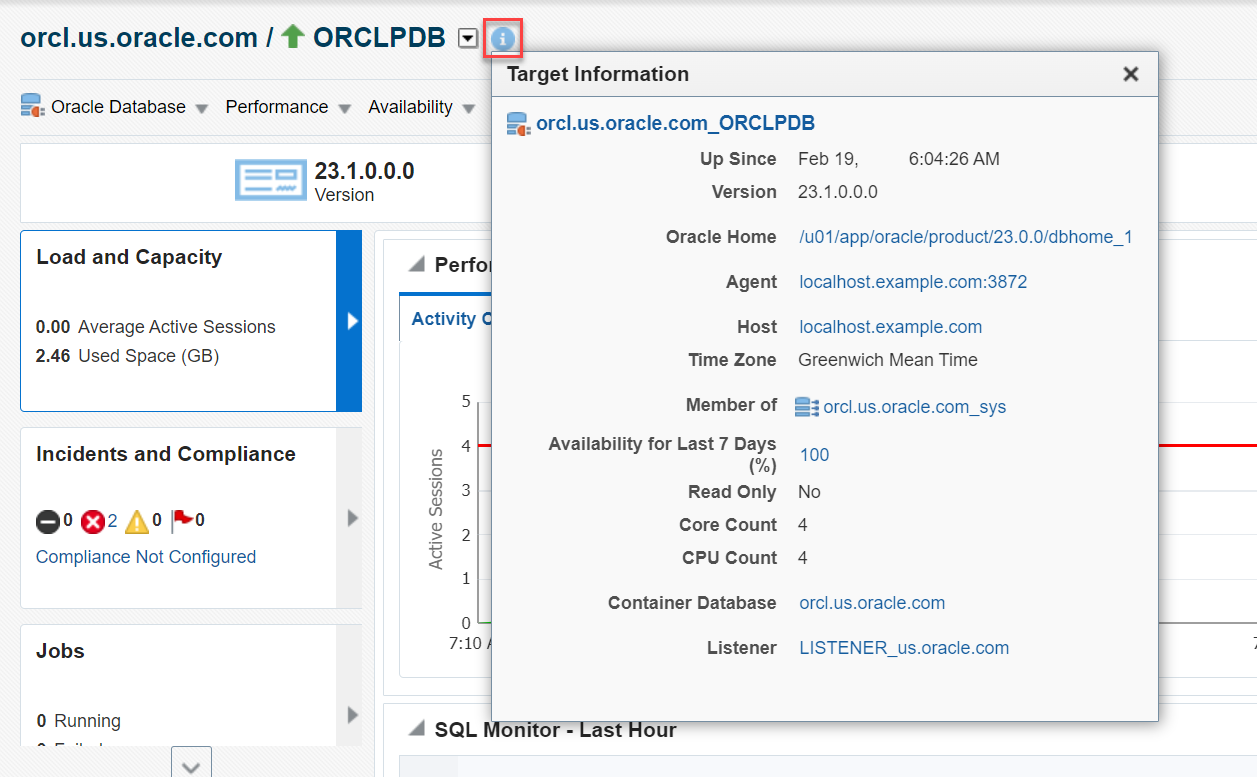 orcl.us.oracle.com / ORCLPDB
Oracle Database Performance Availability
23.1.0.0.0
Version
Load and Capacity
0.00 Average Active Sessions
2.46 Used Space (GB)
Incidents and Compliance
0 2 0 0
Compliance Not Configured
Jobs
0 Running
Activity
5
4
3
2
1
0
Active Sessions
7:10
SQL Monitor - Last Hour
Target Information
orcl.us.oracle.com_ORCLPDB
Up Since Feb 19, 6:04:26 AM
Version 23.1.0.0.0
Oracle Home /u01/app/oracle/product/23.0.0/dbhome_1
Agent localhost.example.com:3872
Host localhost.example.com
Time Zone Greenwich Mean Time
Member of orcl.us.oracle.com_sys
Availability for Last 7 Days
(%) 100
Read Only No
Core Count 4
CPU Count 4
Container Database orcl.us.oracle.com
Listener LISTENER_us.oracle.com